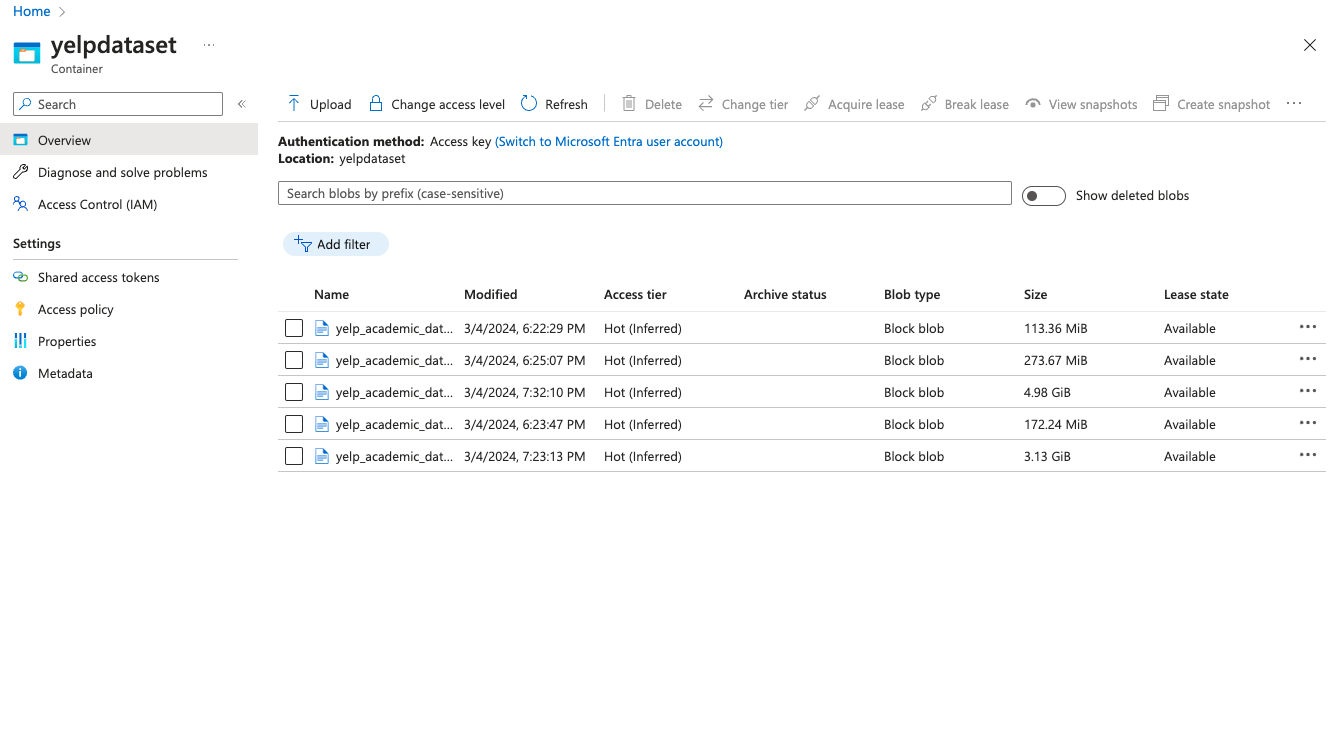 Home
yelpdataset
Container
Search
Upload Change access level Refresh Delete Change tier Acquire lease Break lease View snapshots Create snapshot
Overview
Diagnose and solve problems
Access Control (IAM)
Settings
Shared access tokens
Access policy
Properties
Metadata
Authentication method: Access key (Switch to Microsoft Entra user account)
Location: yelpdataset
Search blobs by prefix (case-sensitive)
Show deleted blobs
Add filter
Name Modified Access tier Archive status Blob type Size Lease state
yelp_academic_dat... 3/4/2024, 6:22:29 PM Hot (Inferred) Block blob 113.36 MiB Available
yelp_academic_dat... 3/4/2024, 6:25:07 PM Hot (Inferred) Block blob 273.67 MiB Available
yelp_academic_dat... 3/4/2024, 7:32:10 PM Hot (Inferred) Block blob 4.98 GiB Available
yelp_academic_dat... 3/4/2024, 6:23:47 PM Hot (Inferred) Block blob 172.24 MiB Available
yelp_academic_dat... 3/4/2024, 7:23:13 PM Hot (Inferred) Block blob 3.13 GiB Available